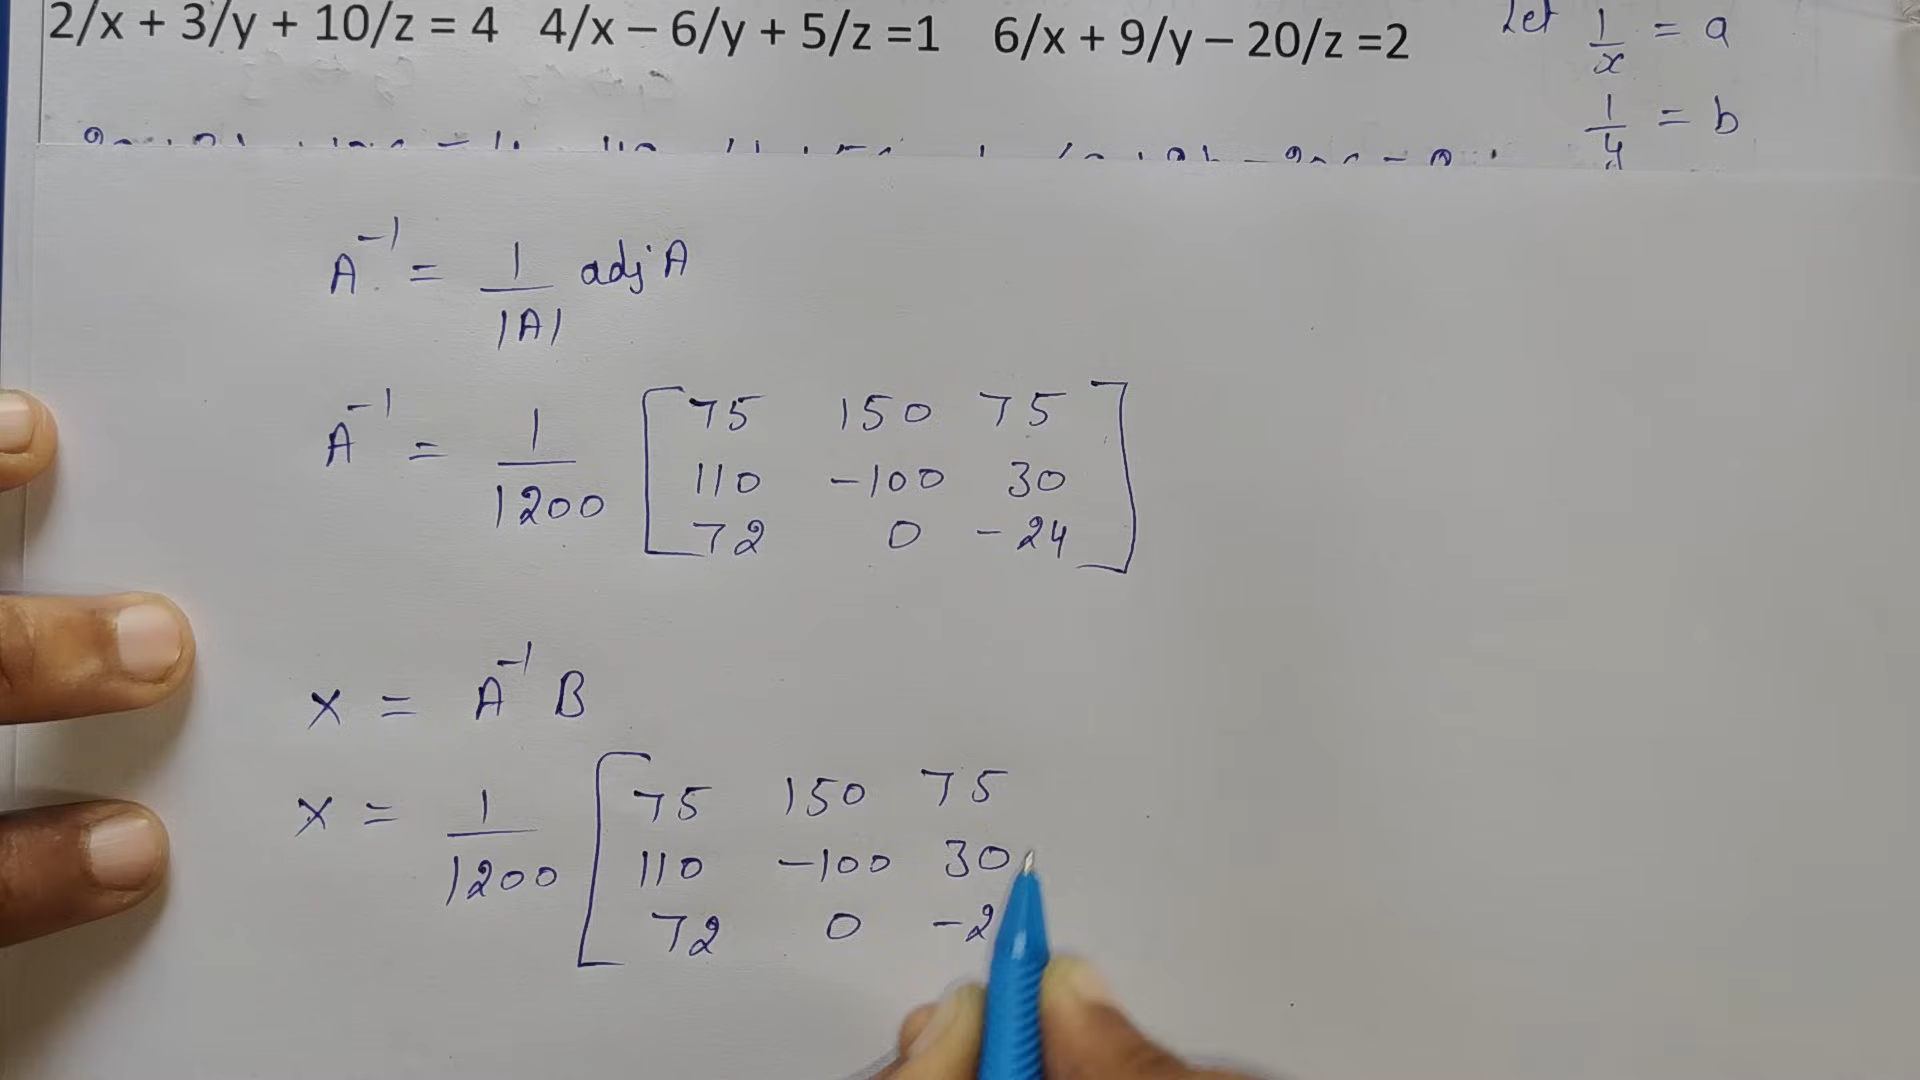 2/x + 3/y + 10/z = 4 4/x – 6/y + 5/z =1 6/x + 9/y – 20/z =2
Let 1/x = a
1/y = b
A⁻¹ = 1/|A| adj A
A⁻¹ = 1/1200 [75 150 75
110 -100 30
72 0 -24]
x = A⁻¹ B
x = 1/1200 [75 150 75
110 -100 30
72 0 -2